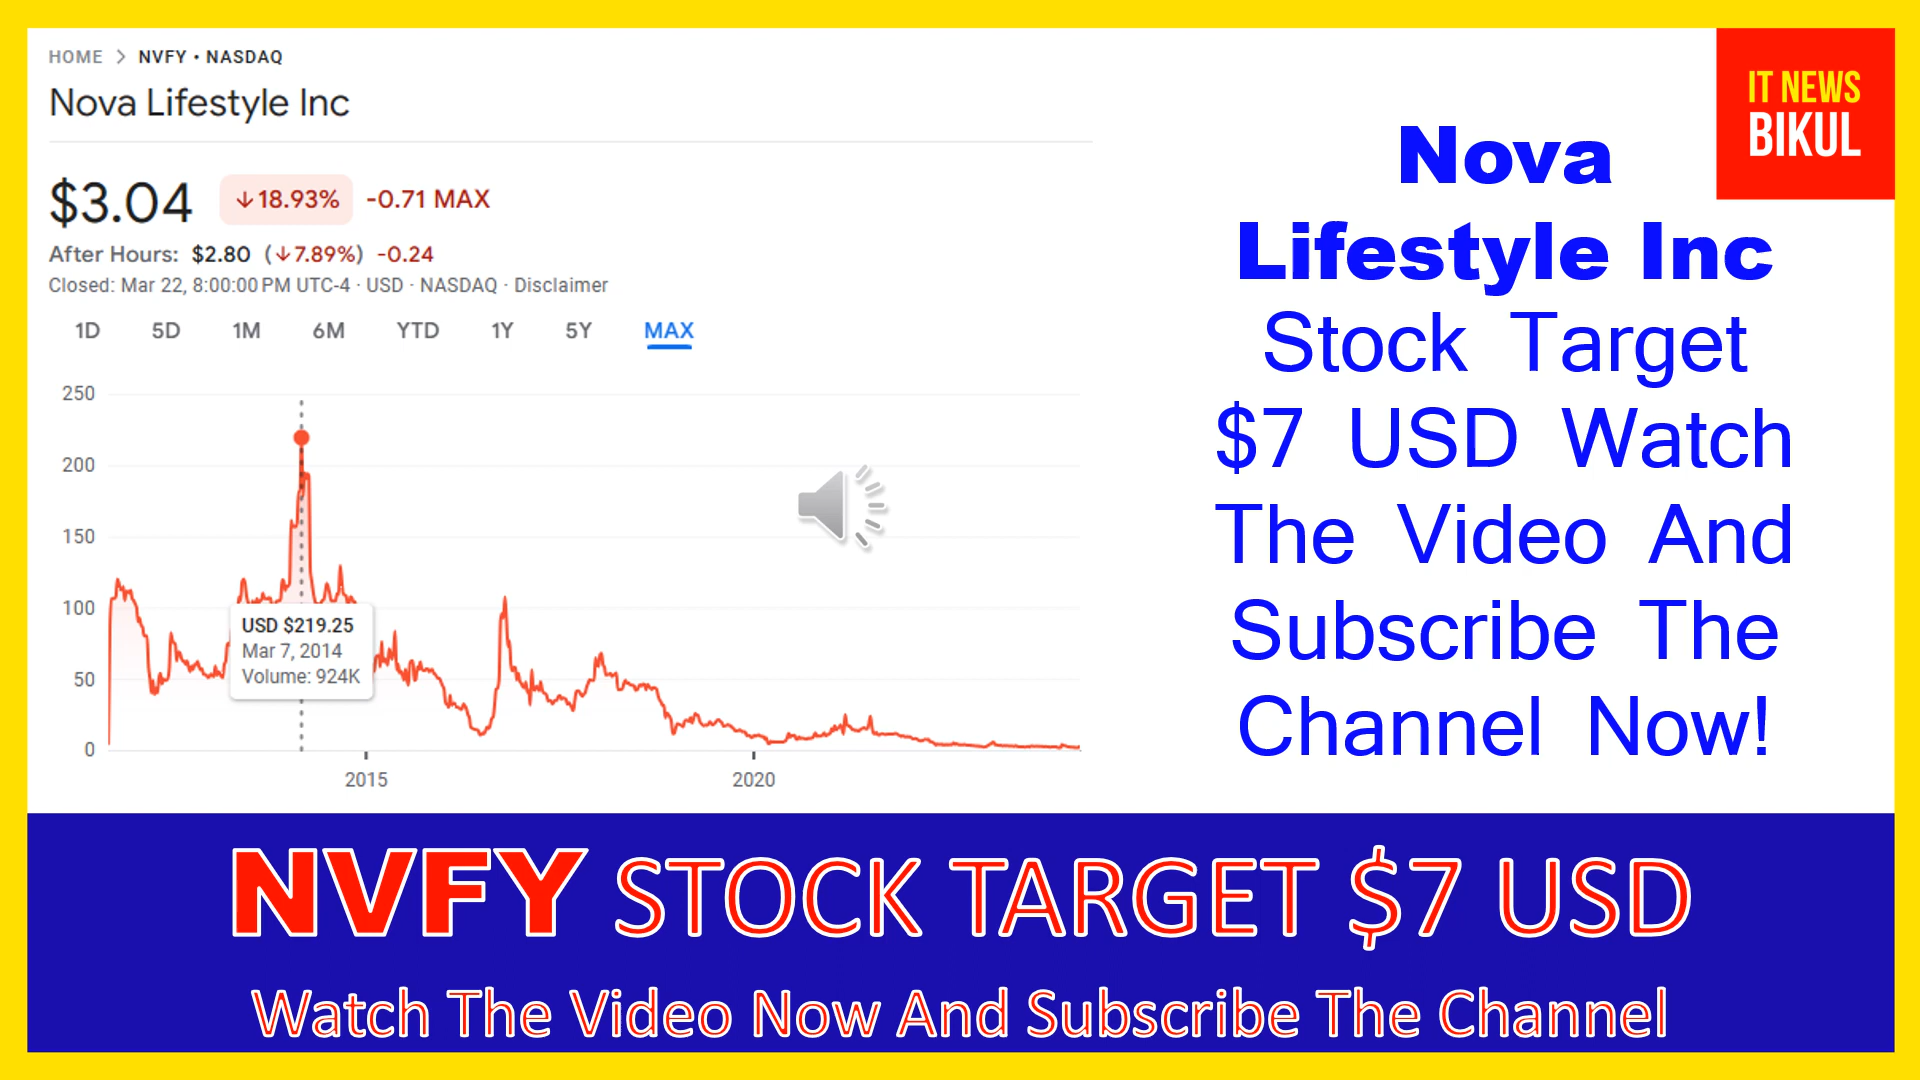 HOME > NVFY • NASDAQ
Nova Lifestyle Inc
$3.04 ↓18.93% -0.71 MAX
After Hours: $2.80 (↓7.89%) -0.24
Closed: Mar 22, 8:00:00 PM UTC-4 · USD · NASDAQ · Disclaimer
1D 5D 1M 6M YTD 1Y 5Y MAX
250
200
150
100
50
0
USD $219.25
Mar 7, 2014
Volume: 924K
2015 2020
IT NEWS
BIKUL
Nova
Lifestyle Inc
Stock Target
$7 USD Watch
The Video And
Subscribe The
Channel Now!
NVFY STOCK TARGET $7 USD
Watch The Video Now And Subscribe The Channel